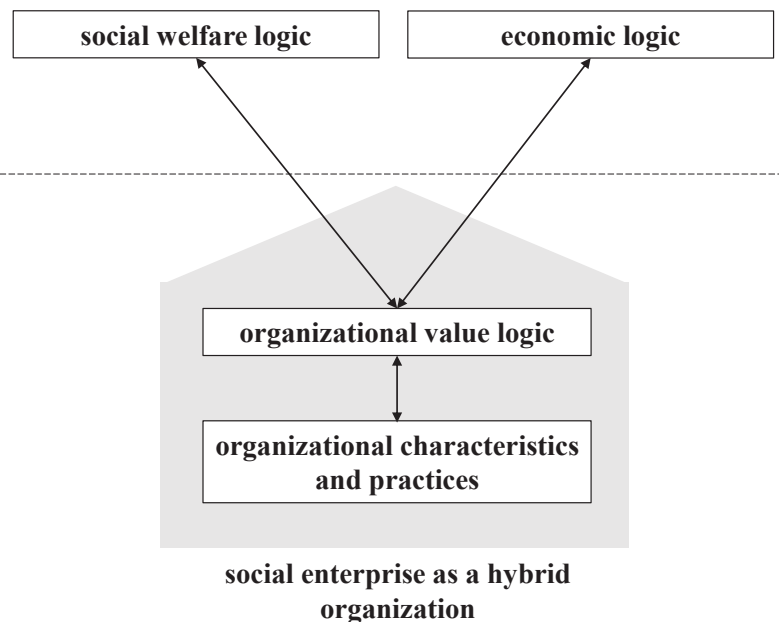 social welfare logic
economic logic
organizational value logic
organizational characteristics
and practices
social enterprise as a hybrid
organization